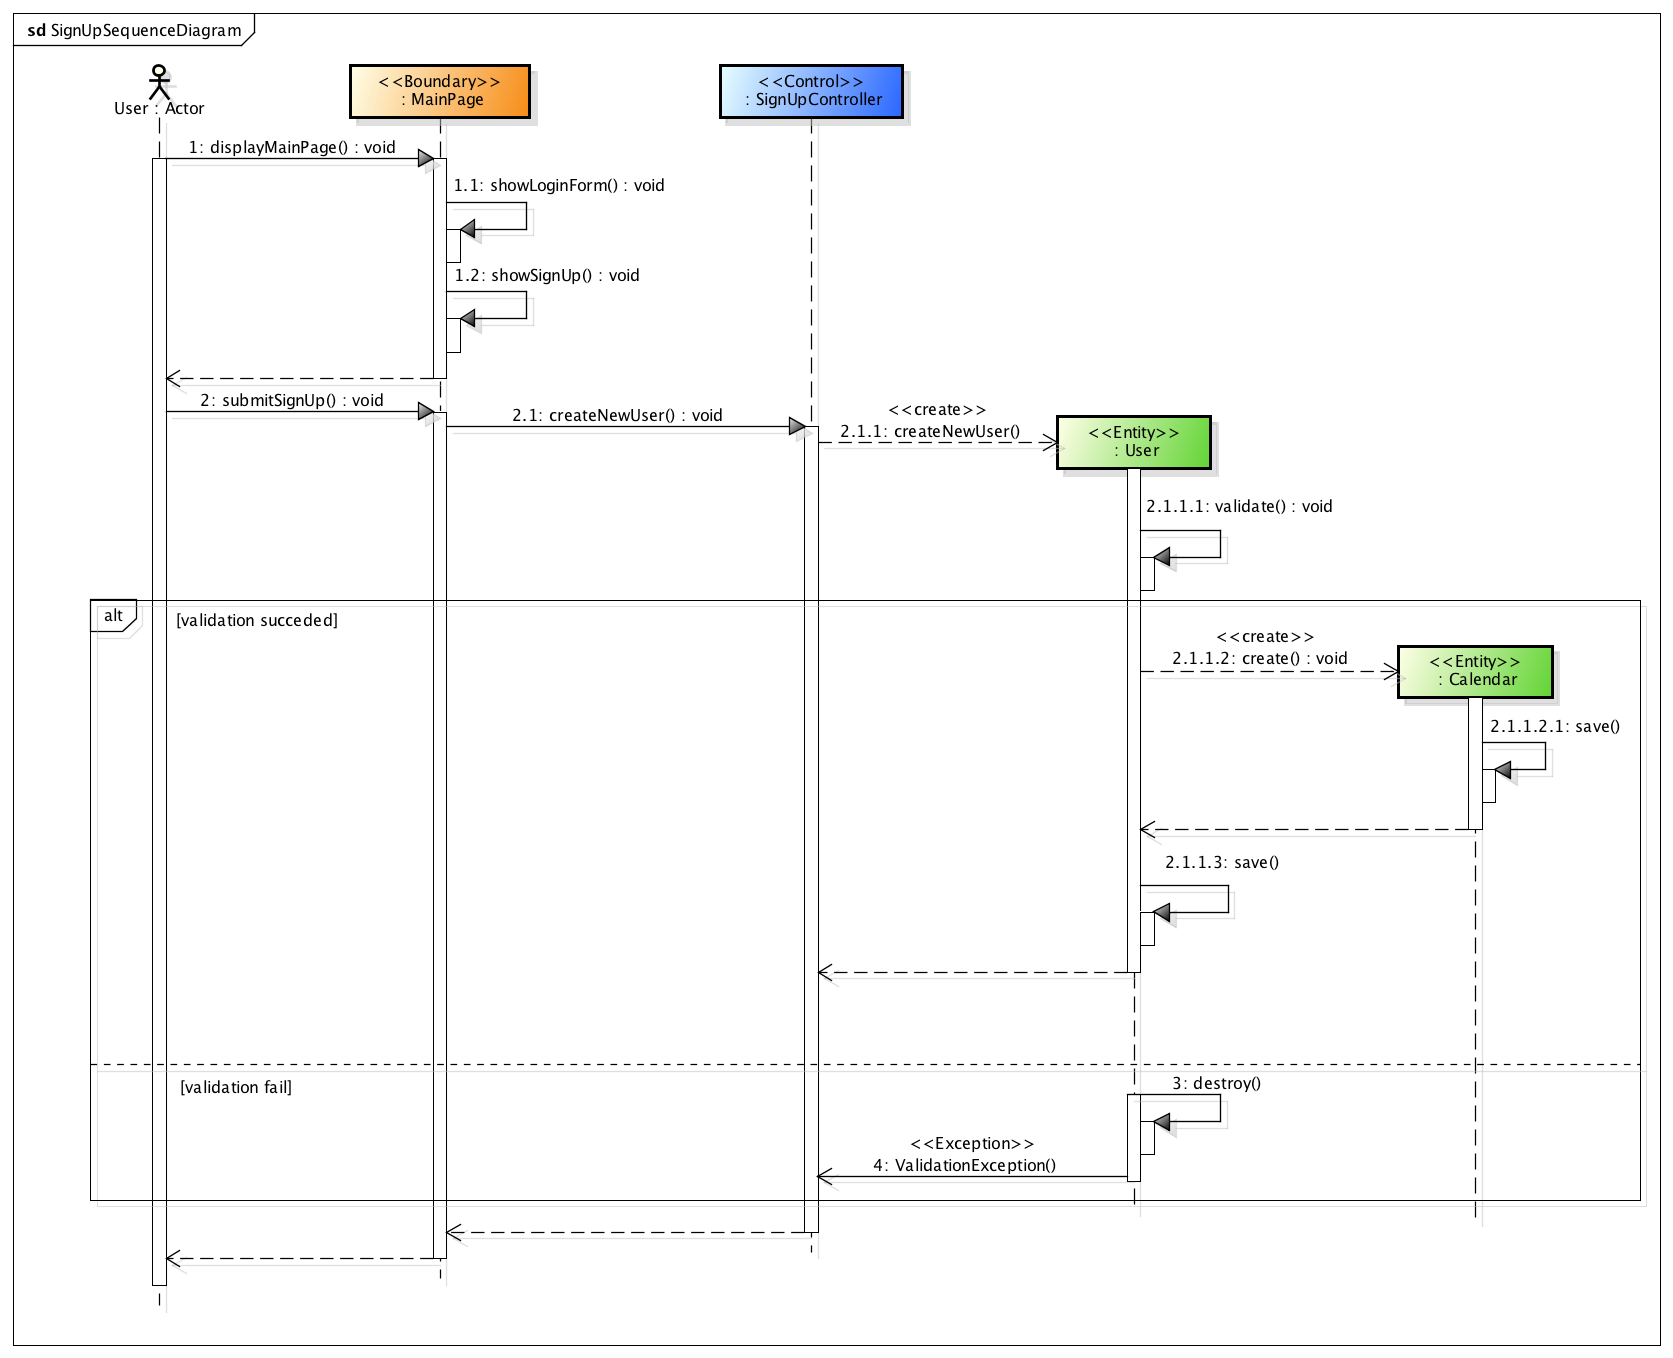 sd SignUpSequenceDiagram
User : Actor
<<Boundary>>
: MainPage
<<Control>>
: SignUpController
1: displayMainPage() : void
1.1: showLoginForm() : void
1.2: showSignUp() : void
2: submitSignUp() : void
2.1: createNewUser() : void
<<create>>
2.1.1: createNewUser()
<<Entity>>
: User
2.1.1.1: validate() : void
alt
[validation succeded]
<<create>>
2.1.1.2: create() : void
<<Entity>>
: Calendar
2.1.1.2.1: save()
2.1.1.3: save()
[validation fail]
3: destroy()
<<Exception>>
4: ValidationException()